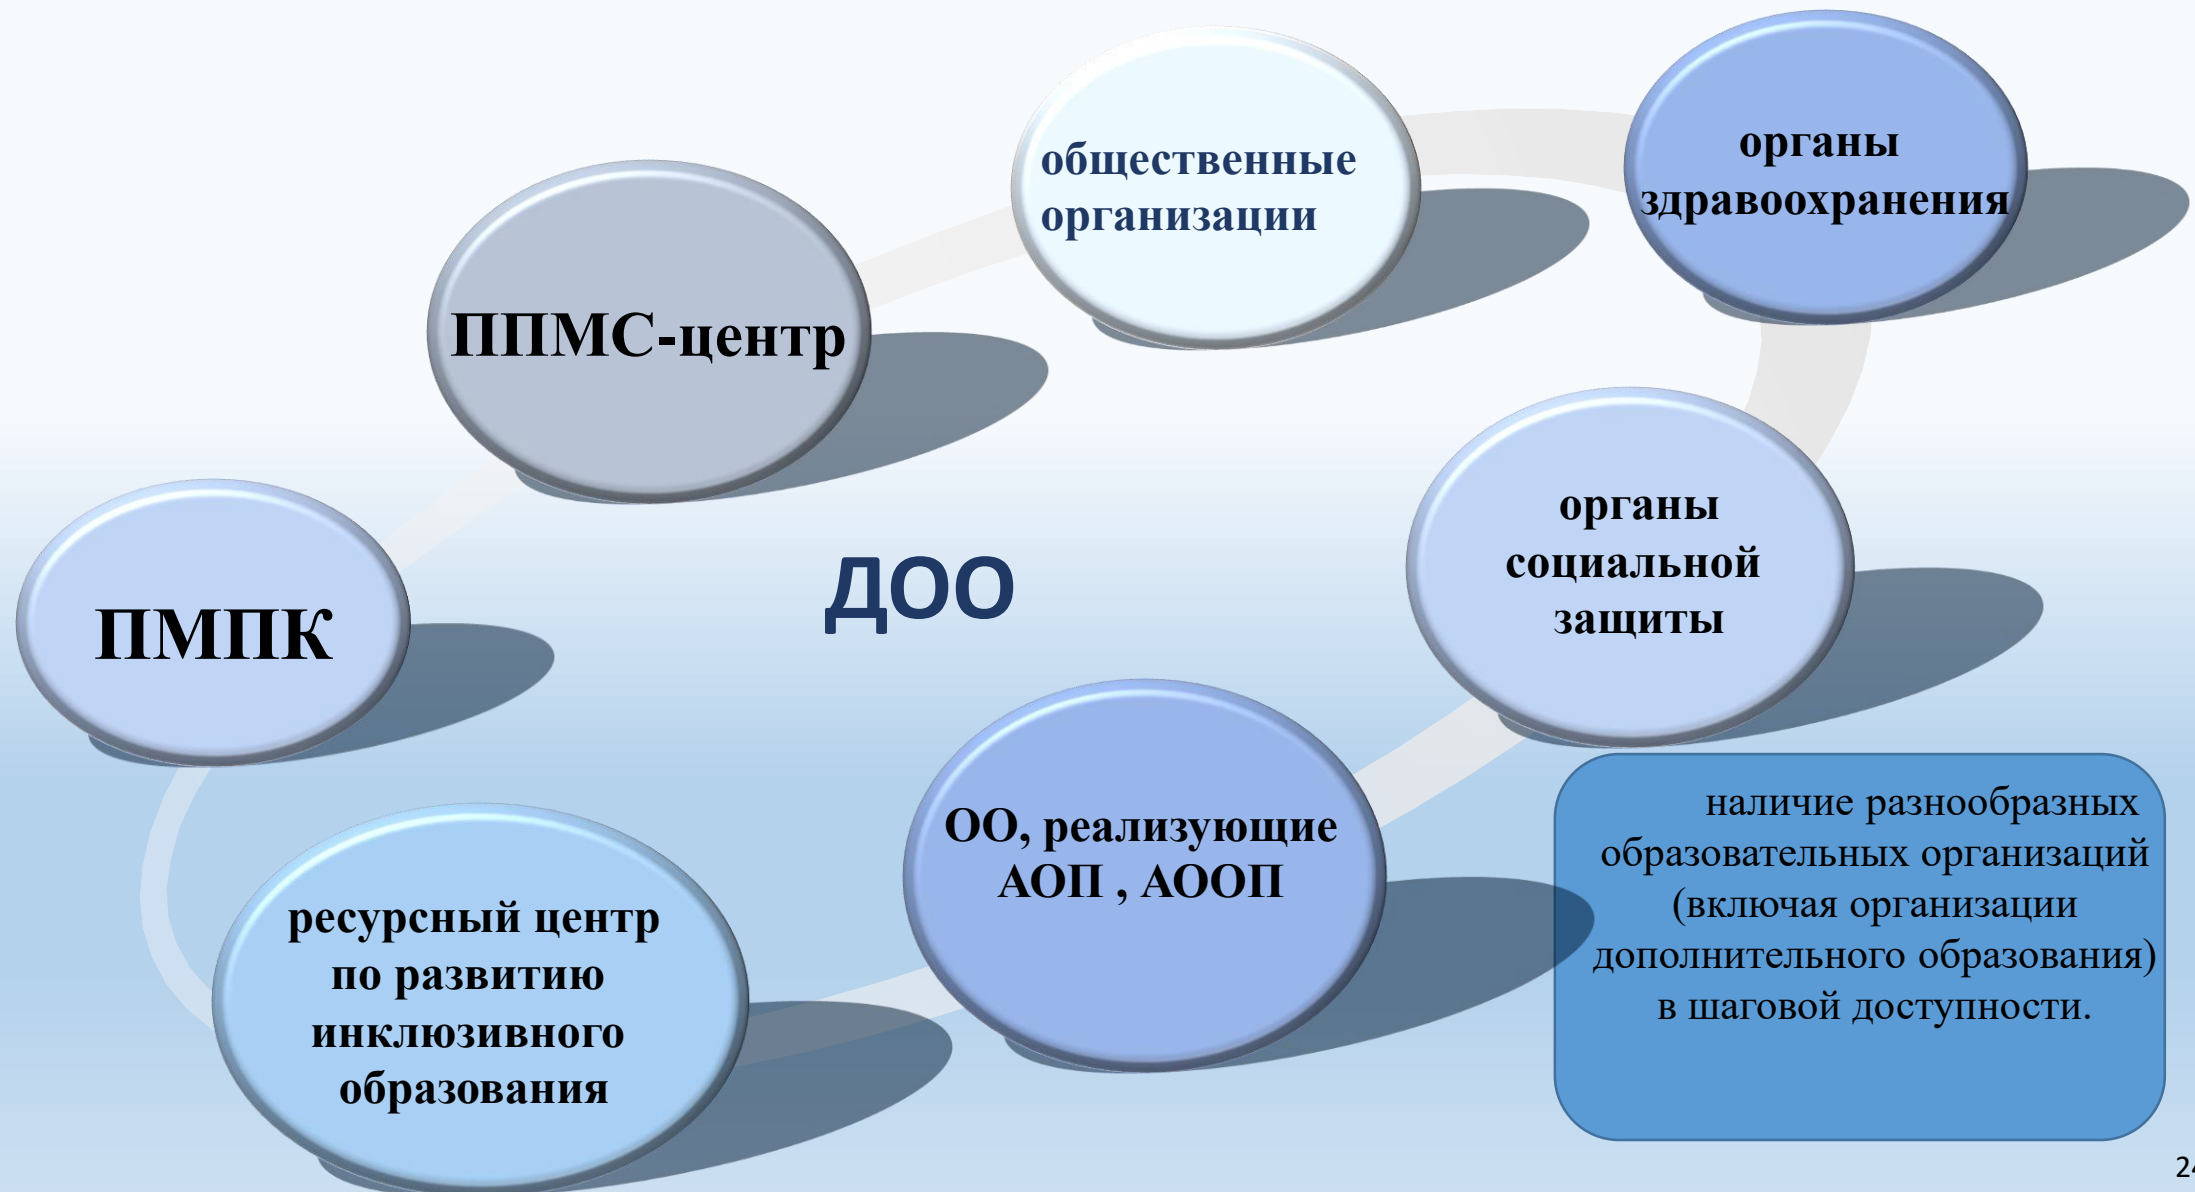 общественные
организации
органы
здравоохранения
ППМС-центр
органы
социальной
защиты
ДОО
ПМПК
ОО, реализующие
АОП , АООП
ресурсный центр
по развитию
инклюзивного
образования
наличие разнообразных
образовательных организаций
(включая организации
дополнительного образования)
в шаговой доступности.
24